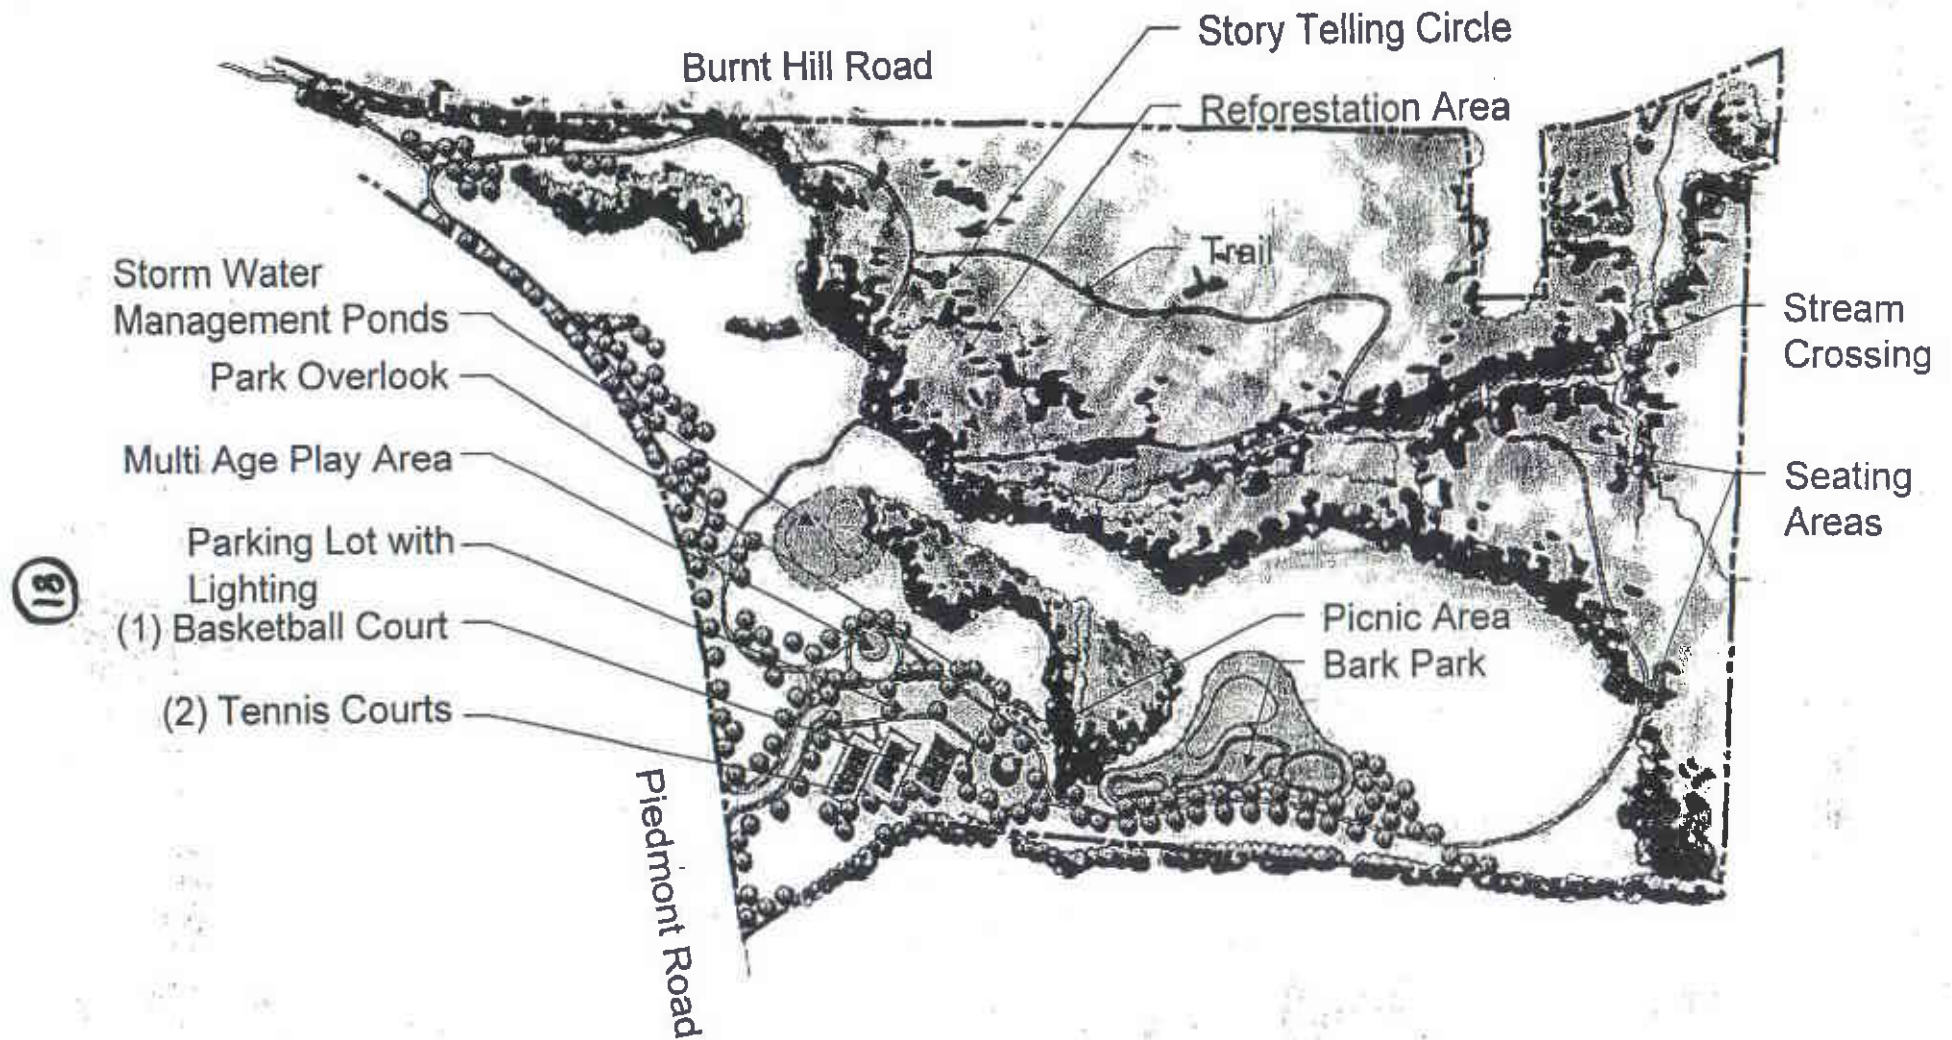 Story Telling Circle
Burnt Hill Road
Reforestation Area
Trail
Storm Water
Management Ponds
Park Overlook
Multi Age Play Area
Parking Lot with
Lighting
(1) Basketball Court
(2) Tennis Courts
Stream
Crossing
Seating
Areas
Picnic Area
Bark Park
Piedmont Road
18